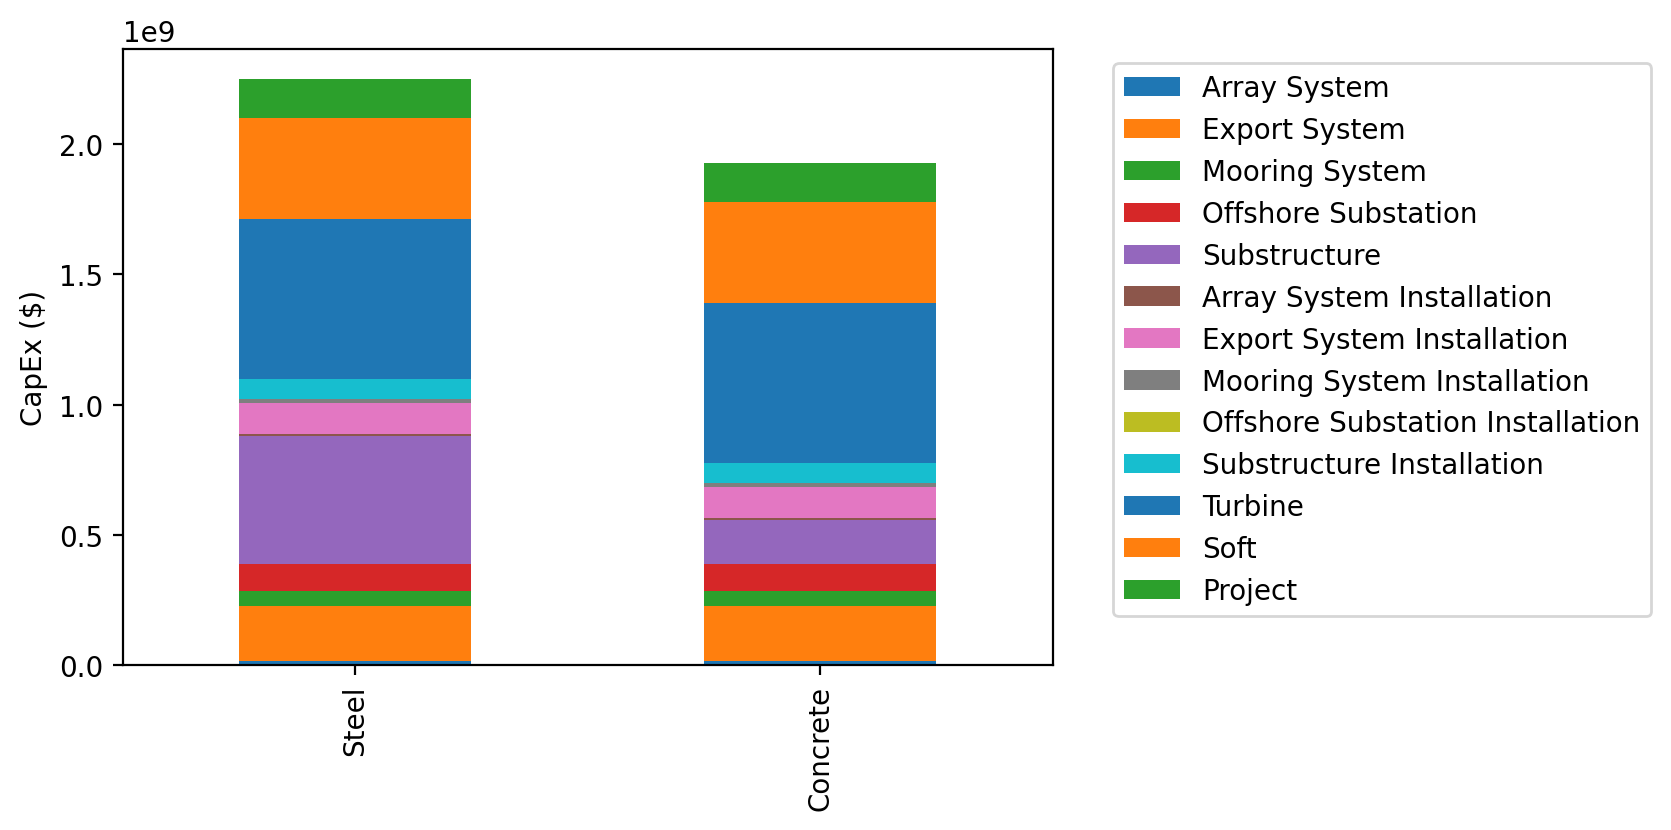 1e9
2.0
1.5
1.0
0.5
0.0
CapEx ($)
Steel
Concrete
Array System
Export System
Mooring System
Offshore Substation
Substructure
Array System Installation
Export System Installation
Mooring System Installation
Offshore Substation Installation
Substructure Installation
Turbine
Soft
Project